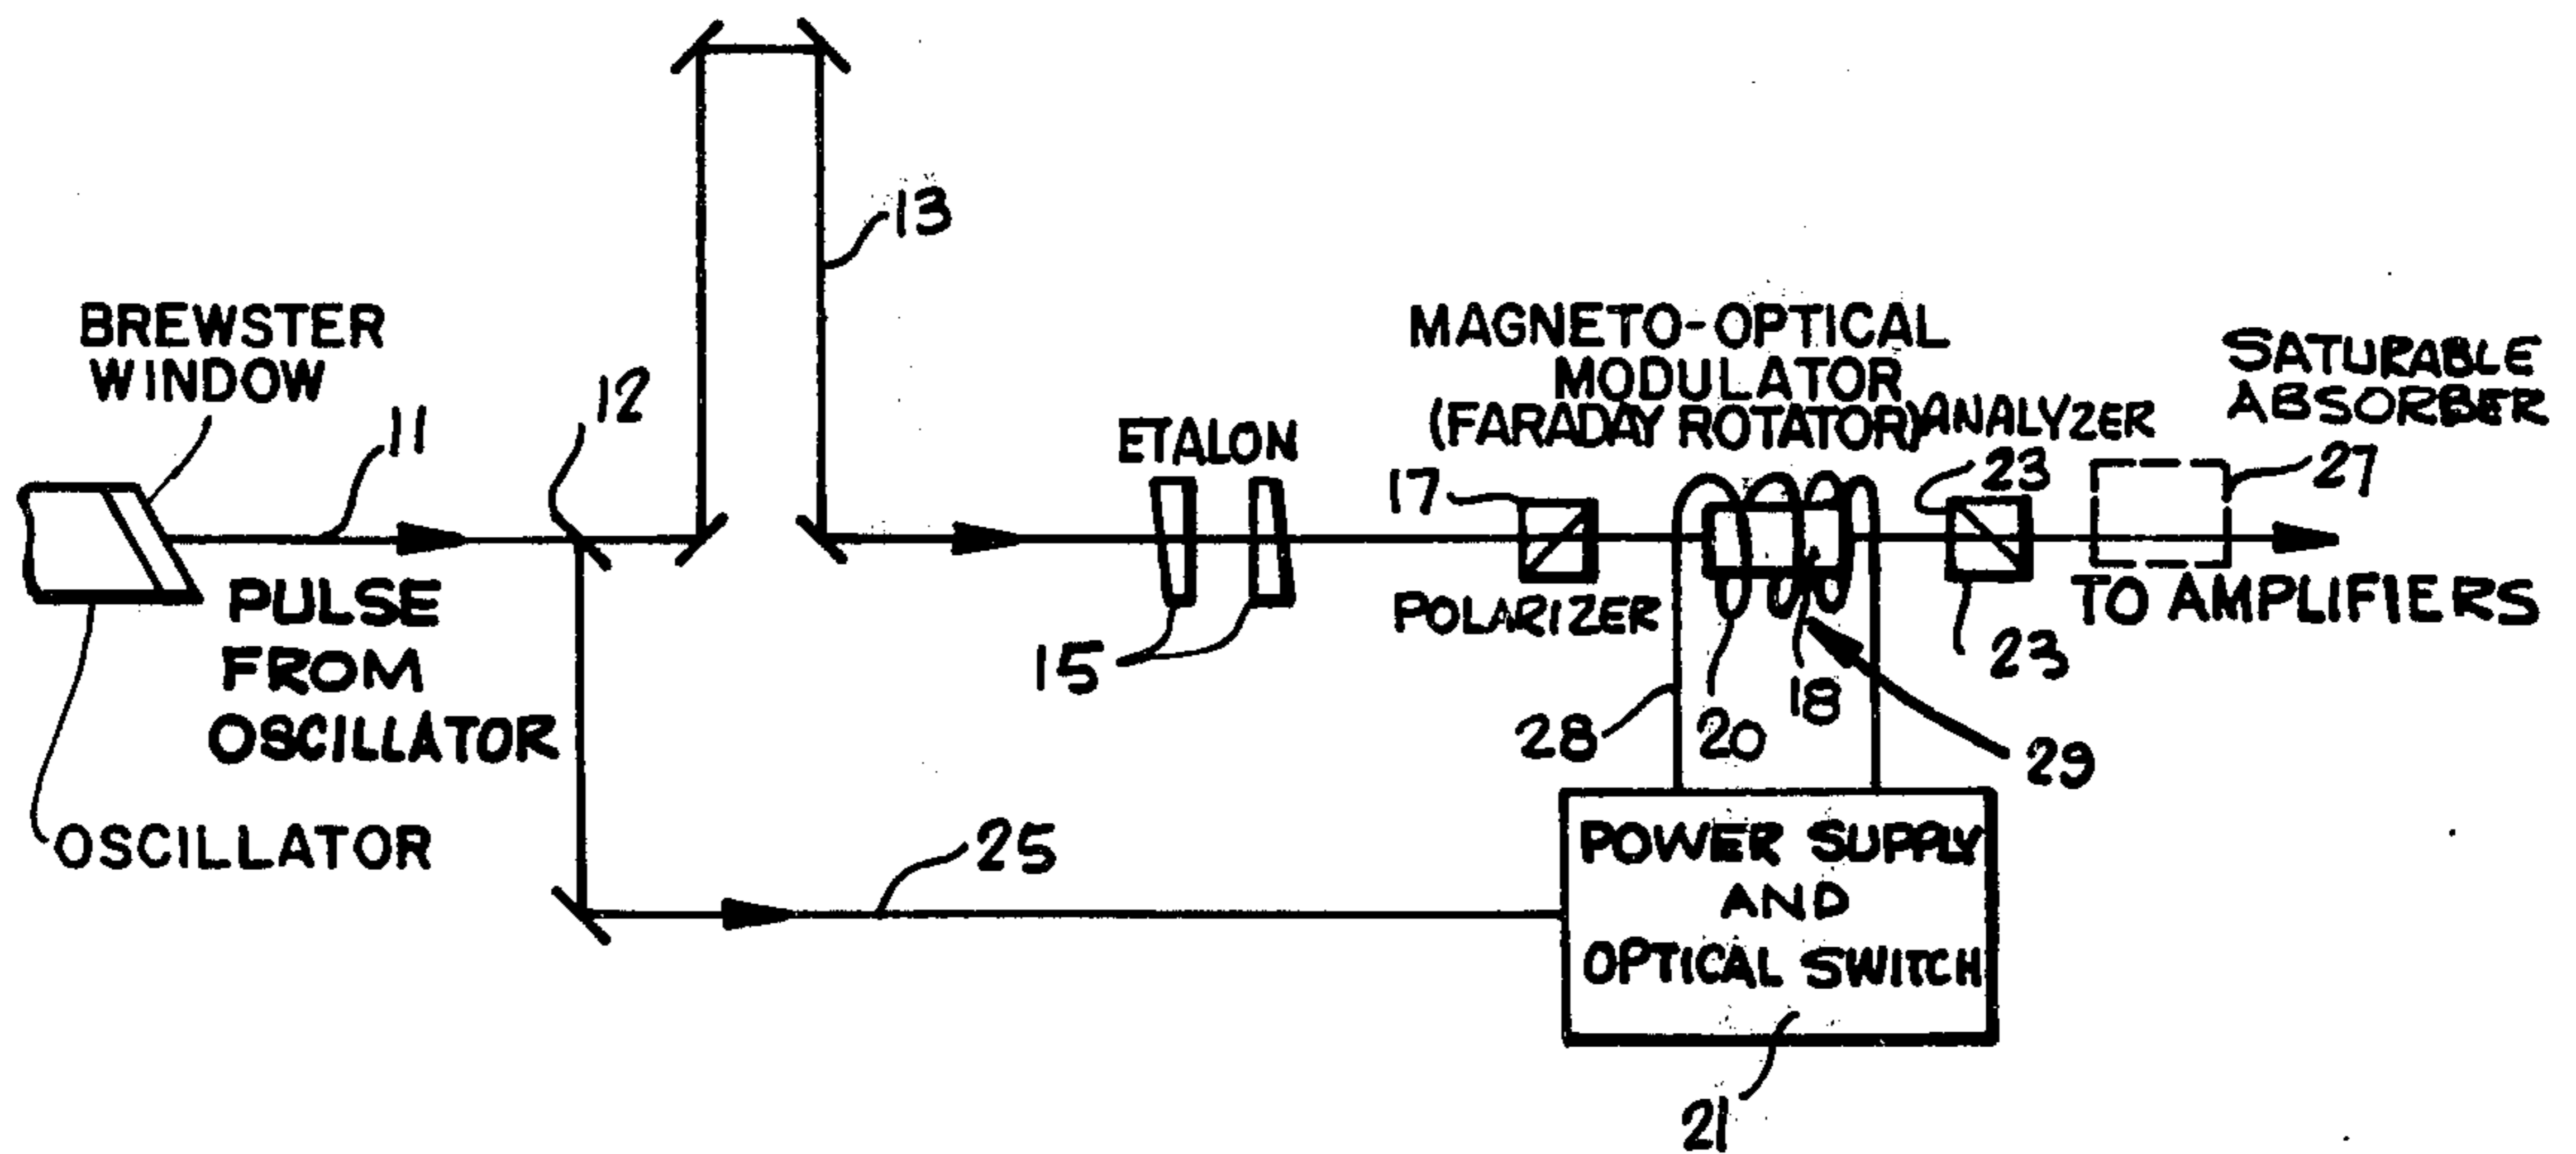 13
BREWSTER
WINDOW
11
12
MAGNETO-OPTICAL
MODULATOR
(FARADAY ROTATOR)
ANALYZER
SATURABLE
ABSORBER
ETALON
17
23
27
PULSE
FROM
OSCILLATOR
POLARIZER
TO AMPLIFIERS
15
28
20
18
23
29
OSCILLATOR
25
POWER SUPPLY
AND
OPTICAL SWITCH
21